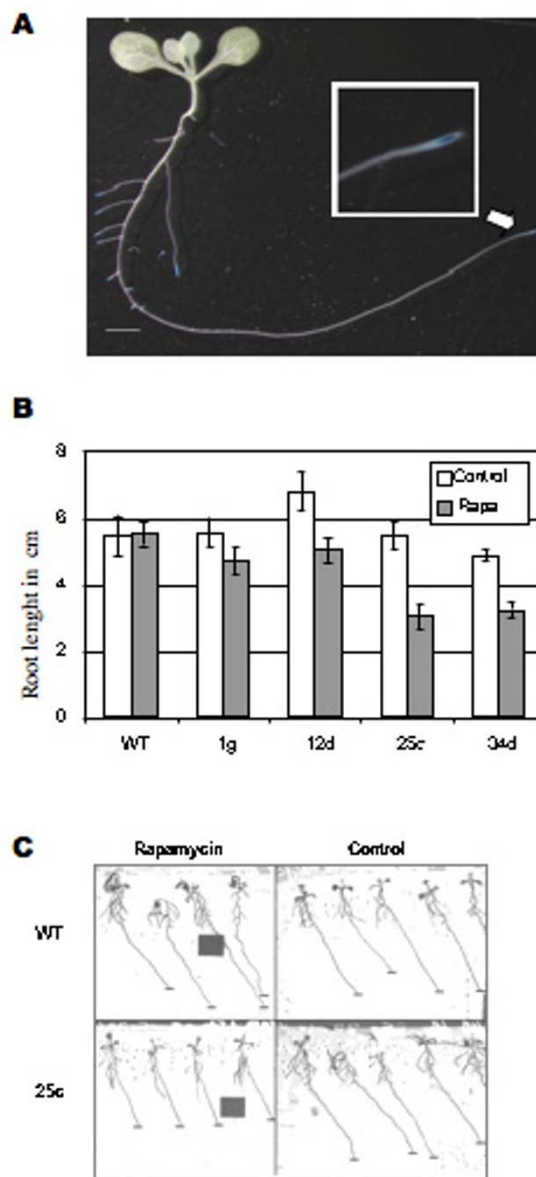 A
B
8
6
4
2
0
Root lenght in cm
Control
Rapa
WT
1g
12d
25c
34d
C
Rapamycin
Control
WT
25c